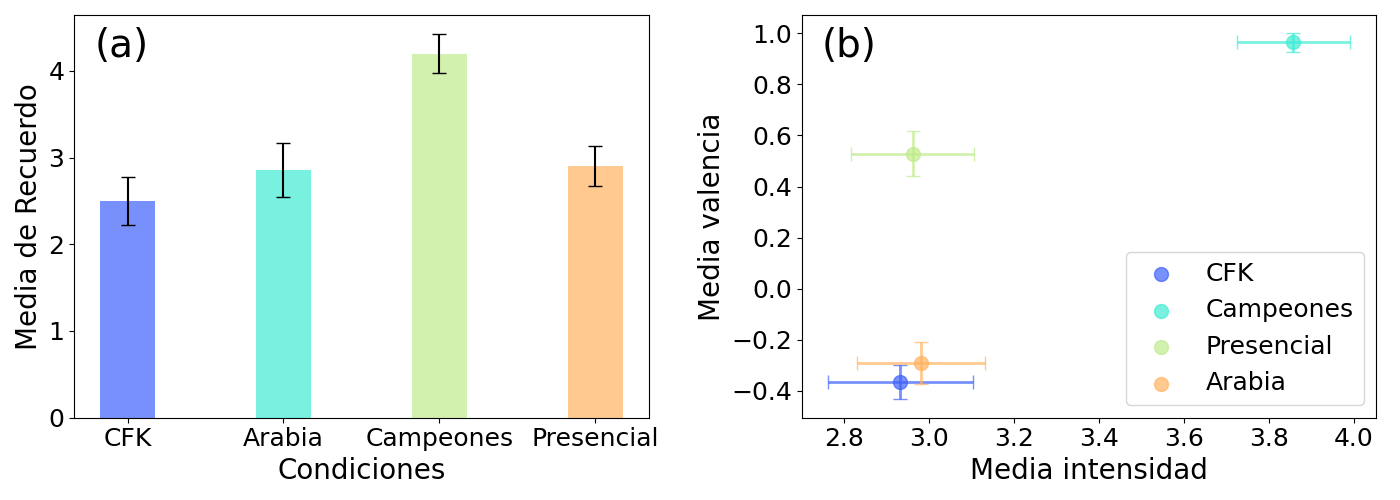 (a)
Media de Recuerdo
4
3
2
1
0
CFK Arabia Campeones Presencial
Condiciones
(b)
Media valencia
1.0
0.8
0.6
0.4
0.2
0.0
−0.2
−0.4
CFK
Campeones
Presencial
Arabia
2.8 3.0 3.2 3.4 3.6 3.8 4.0
Media intensidad